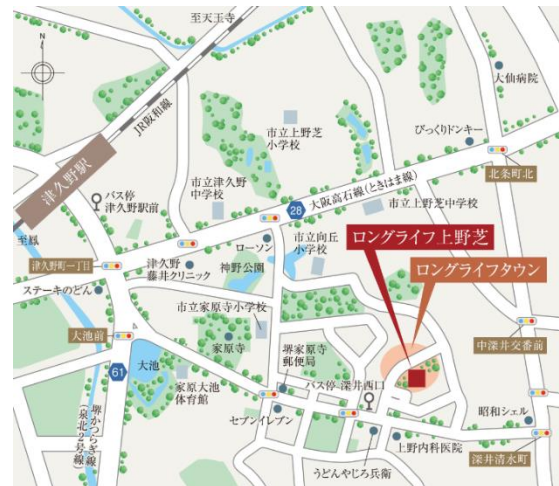 至天王寺
N
大仙病院
JR阪和線
市立上野芝
小学校
びっくりドンキー
津久野駅
北条町北
バス停
津久野駅前
市立津久野
中学校
大阪高石線(ときはま線)
28
市立上野芝中学校
至鳳
ローソン
市立向丘
小学校
ロングライフ上野芝
津久野町一丁目
津久野
藤井クリニック
神野公園
ロングライフタウン
ステーキのどん
市立家原寺小学校
大池前
家原寺
中深井交番前
堺家原寺
郵便局
大池
61
バス停 深井西口
家原大池
体育館
昭和シェル
セブンイレブン
上野内科医院
深井清水町
うどんやじろ兵衛
堺かつらぎ線
(泉北2号線)